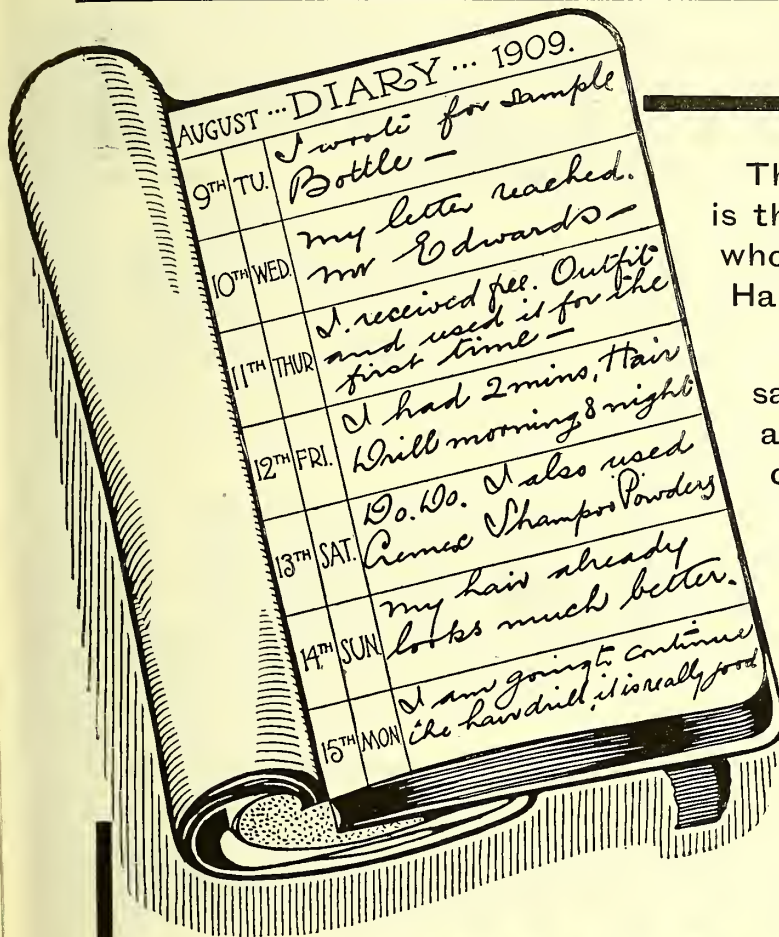 AUGUST ... DIARY ... 1909.
9TH TU. I wrote for sample
Bottle —
10TH WED. my letter reached.
mr Edwards —
11TH THUR I received free. Outfit
and used it for the
first time —
12TH FRI. I had 2 mins, Hair
Drill morning & night
13TH SAT. Do. Do. I also used
Cremex Shampoo Powders
14TH SUN. my hair already
looks much better.
15TH MON I am going to continue
the hair drill, it is really good
Th
is th
who
Ha
sa
a